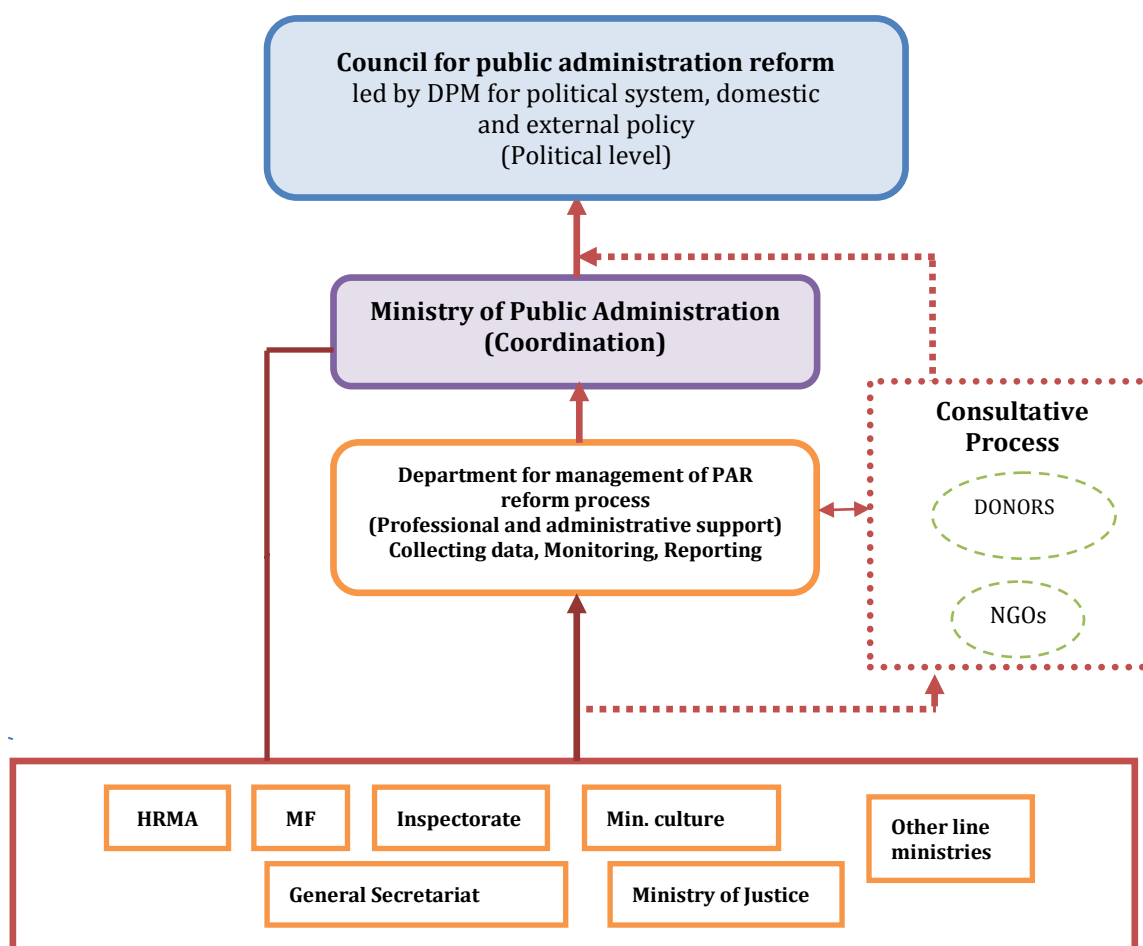 Council for public administration reform
led by DPM for political system, domestic
and external policy
(Political level)
Ministry of Public Administration
(Coordination)
Department for management of PAR
reform process
(Professional and administrative support)
Collecting data, Monitoring, Reporting
Consultative
Process
DONORS
NGOs
HRMA
MF
Inspectorate
Min. culture
Other line
ministries
General Secretariat
Ministry of Justice